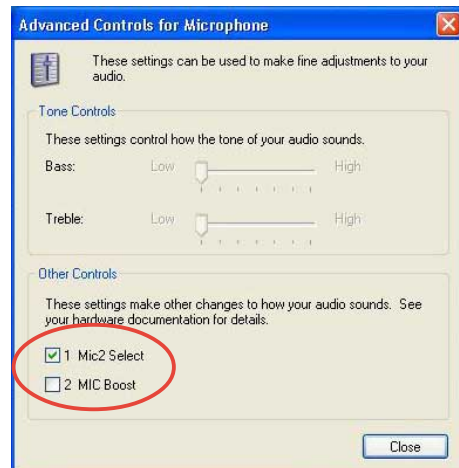 Advanced Controls for Microphone
These settings can be used to make fine adjustments to your
audio.
Tone Controls
These settings control how the tone of your audio sounds.
Bass: Low High
Treble: Low High
Other Controls
These settings make other changes to how your audio sounds. See
your hardware documentation for details.
1 Mic2 Select
2 MIC Boost
Close